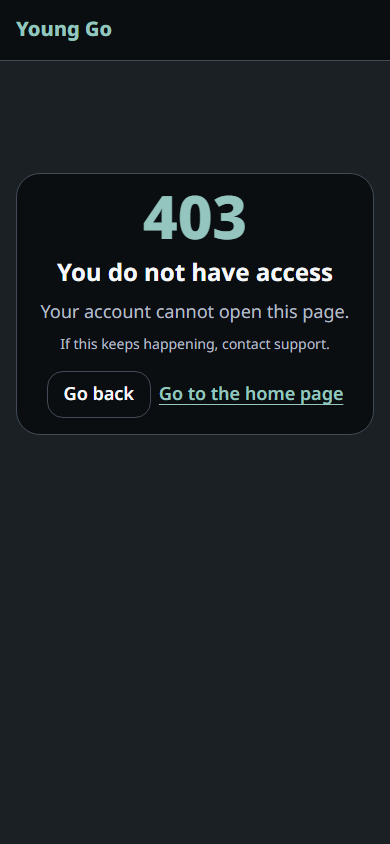 Young Go
403
You do not have access
Your account cannot open this page.
If this keeps happening, contact support.
Go back
Go to the home page